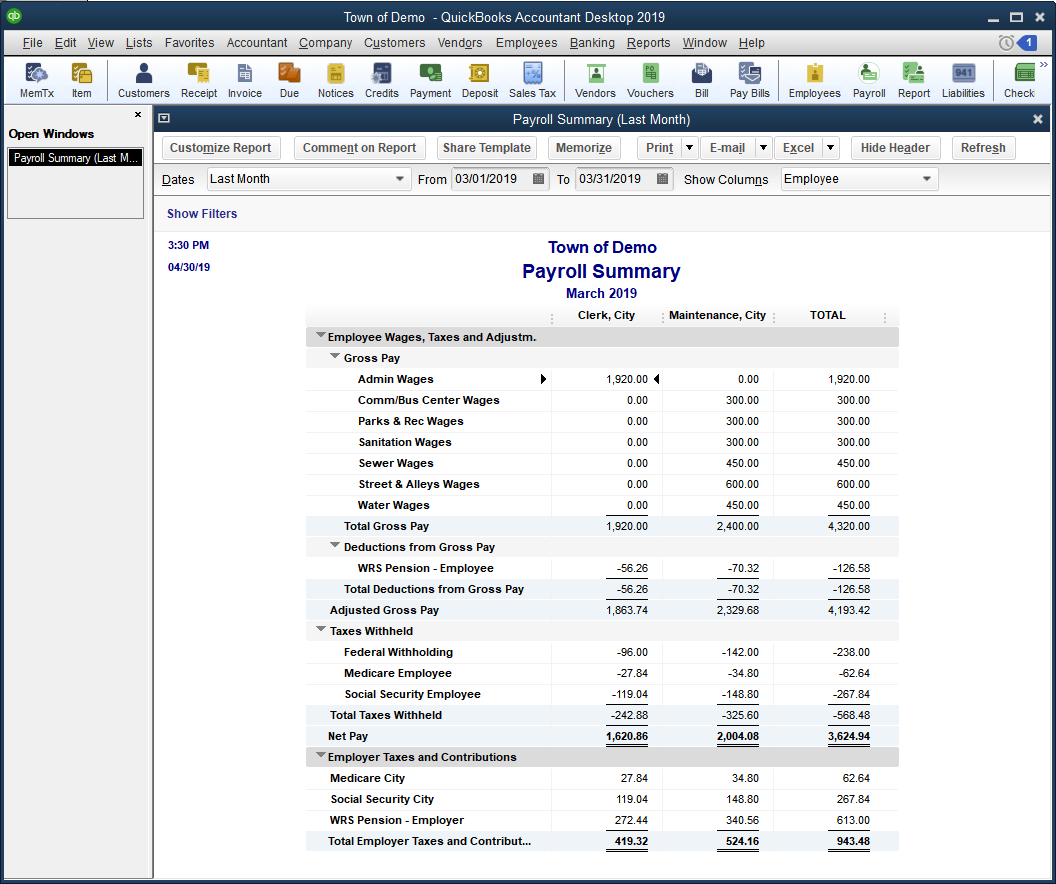 qb Town of Demo - QuickBooks Accountant Desktop 2019
File Edit View Lists Favorites Accountant Company Customers Vendors Employees Banking Reports Window Help 1
MemTx Item Customers Receipt Invoice Due Notices Credits Payment Deposit Sales Tax Vendors Vouchers Bill Pay Bills Employees Payroll Report Liabilities Check
Open Windows
Payroll Summary (Last M...
Payroll Summary (Last Month)
Customize Report Comment on Report Share Template Memorize Print E-mail Excel Hide Header Refresh
Dates Last Month From 03/01/2019 To 03/31/2019 Show Columns Employee
Show Filters
3:30 PM Town of Demo
04/30/19 Payroll Summary
March 2019
Clerk, City Maintenance, City TOTAL
Employee Wages, Taxes and Adjustm.
Gross Pay
Admin Wages 1,920.00 0.00 1,920.00
Comm/Bus Center Wages 0.00 300.00 300.00
Parks & Rec Wages 0.00 300.00 300.00
Sanitation Wages 0.00 300.00 300.00
Sewer Wages 0.00 450.00 450.00
Street & Alleys Wages 0.00 600.00 600.00
Water Wages 0.00 450.00 450.00
Total Gross Pay 1,920.00 2,400.00 4,320.00
Deductions from Gross Pay
WRS Pension - Employee -56.26 -70.32 -126.58
Total Deductions from Gross Pay -56.26 -70.32 -126.58
Adjusted Gross Pay 1,863.74 2,329.68 4,193.42
Taxes Withheld
Federal Withholding -96.00 -142.00 -238.00
Medicare Employee -27.84 -34.80 -62.64
Social Security Employee -119.04 -148.80 -267.84
Total Taxes Withheld -242.88 -325.60 -568.48
Net Pay 1,620.86 2,004.08 3,624.94
Employer Taxes and Contributions
Medicare City 27.84 34.80 62.64
Social Security City 119.04 148.80 267.84
WRS Pension - Employer 272.44 340.56 613.00
Total Employer Taxes and Contribut... 419.32 524.16 943.48